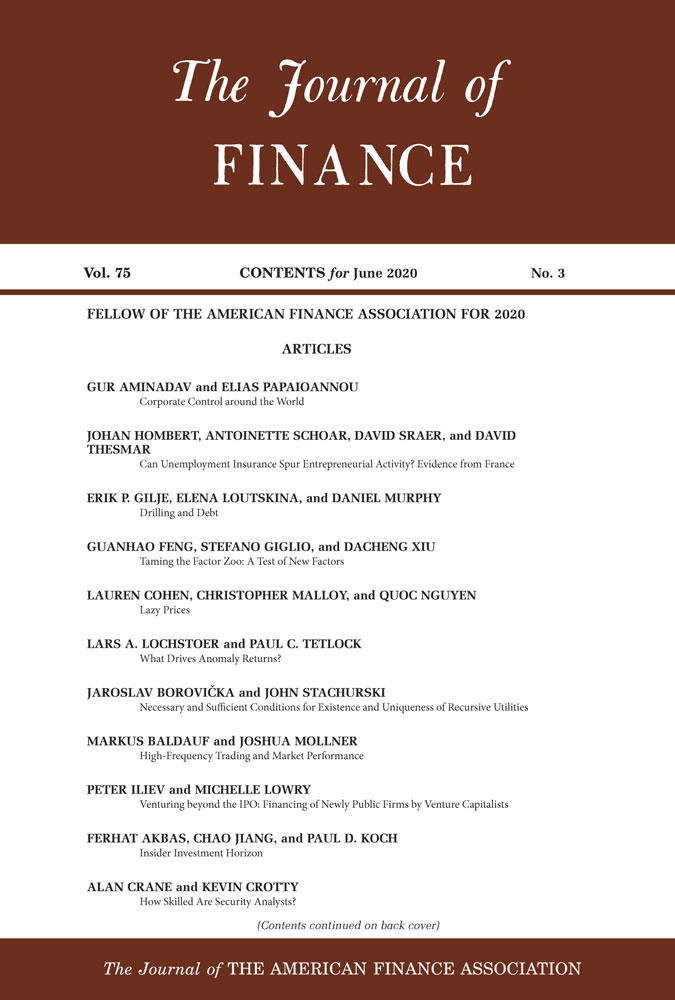 The Journal of
FINANCE
Vol. 75 CONTENTS for June 2020 No. 3
FELLOW OF THE AMERICAN FINANCE ASSOCIATION FOR 2020
ARTICLES
GUR AMINADAV and ELIAS PAPAIOANNOU
Corporate Control around the World
JOHAN HOMBERT, ANTOINETTE SCHOAR, DAVID SRAER, and DAVID
THESMAR
Can Unemployment Insurance Spur Entrepreneurial Activity? Evidence from France
ERIK P. GILJE, ELENA LOUTSKINA, and DANIEL MURPHY
Drilling and Debt
GUANHAO FENG, STEFANO GIGLIO, and DACHENG XIU
Taming the Factor Zoo: A Test of New Factors
LAUREN COHEN, CHRISTOPHER MALLOY, and QUOC NGUYEN
Lazy Prices
LARS A. LOCHSTOER and PAUL C. TETLOCK
What Drives Anomaly Returns?
JAROSLAV BOROVIČKA and JOHN STACHURSKI
Necessary and Sufficient Conditions for Existence and Uniqueness of Recursive Utilities
MARKUS BALDAUF and JOSHUA MOLLNER
High-Frequency Trading and Market Performance
PETER ILIEV and MICHELLE LOWRY
Venturing beyond the IPO: Financing of Newly Public Firms by Venture Capitalists
FERHAT AKBAS, CHAO JIANG, and PAUL D. KOCH
Insider Investment Horizon
ALAN CRANE and KEVIN CROTTY
How Skilled Are Security Analysts?
(Contents continued on back cover)
The Journal of THE AMERICAN FINANCE ASSOCIATION